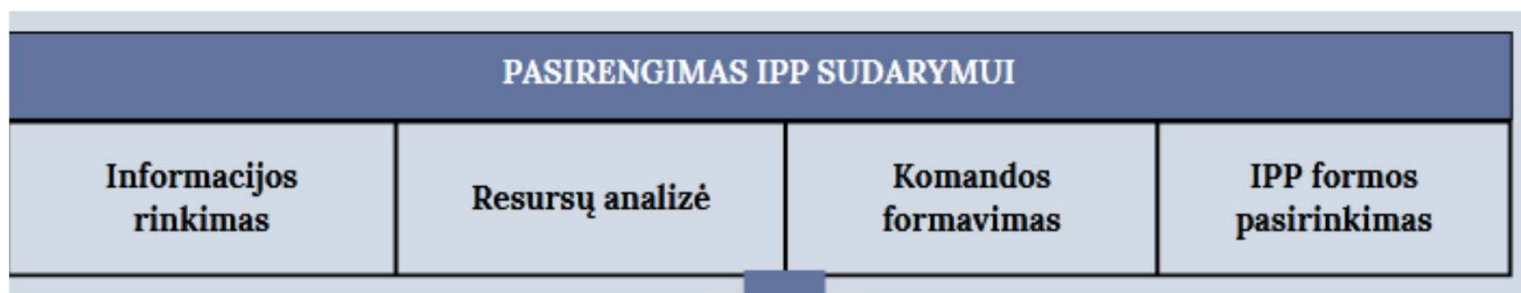 PASIRENGIMAS IPP SUDARYMUI
Informacijos
rinkimas
Resursų analizė
Komandos
formavimas
IPP formos
pasirinkimas